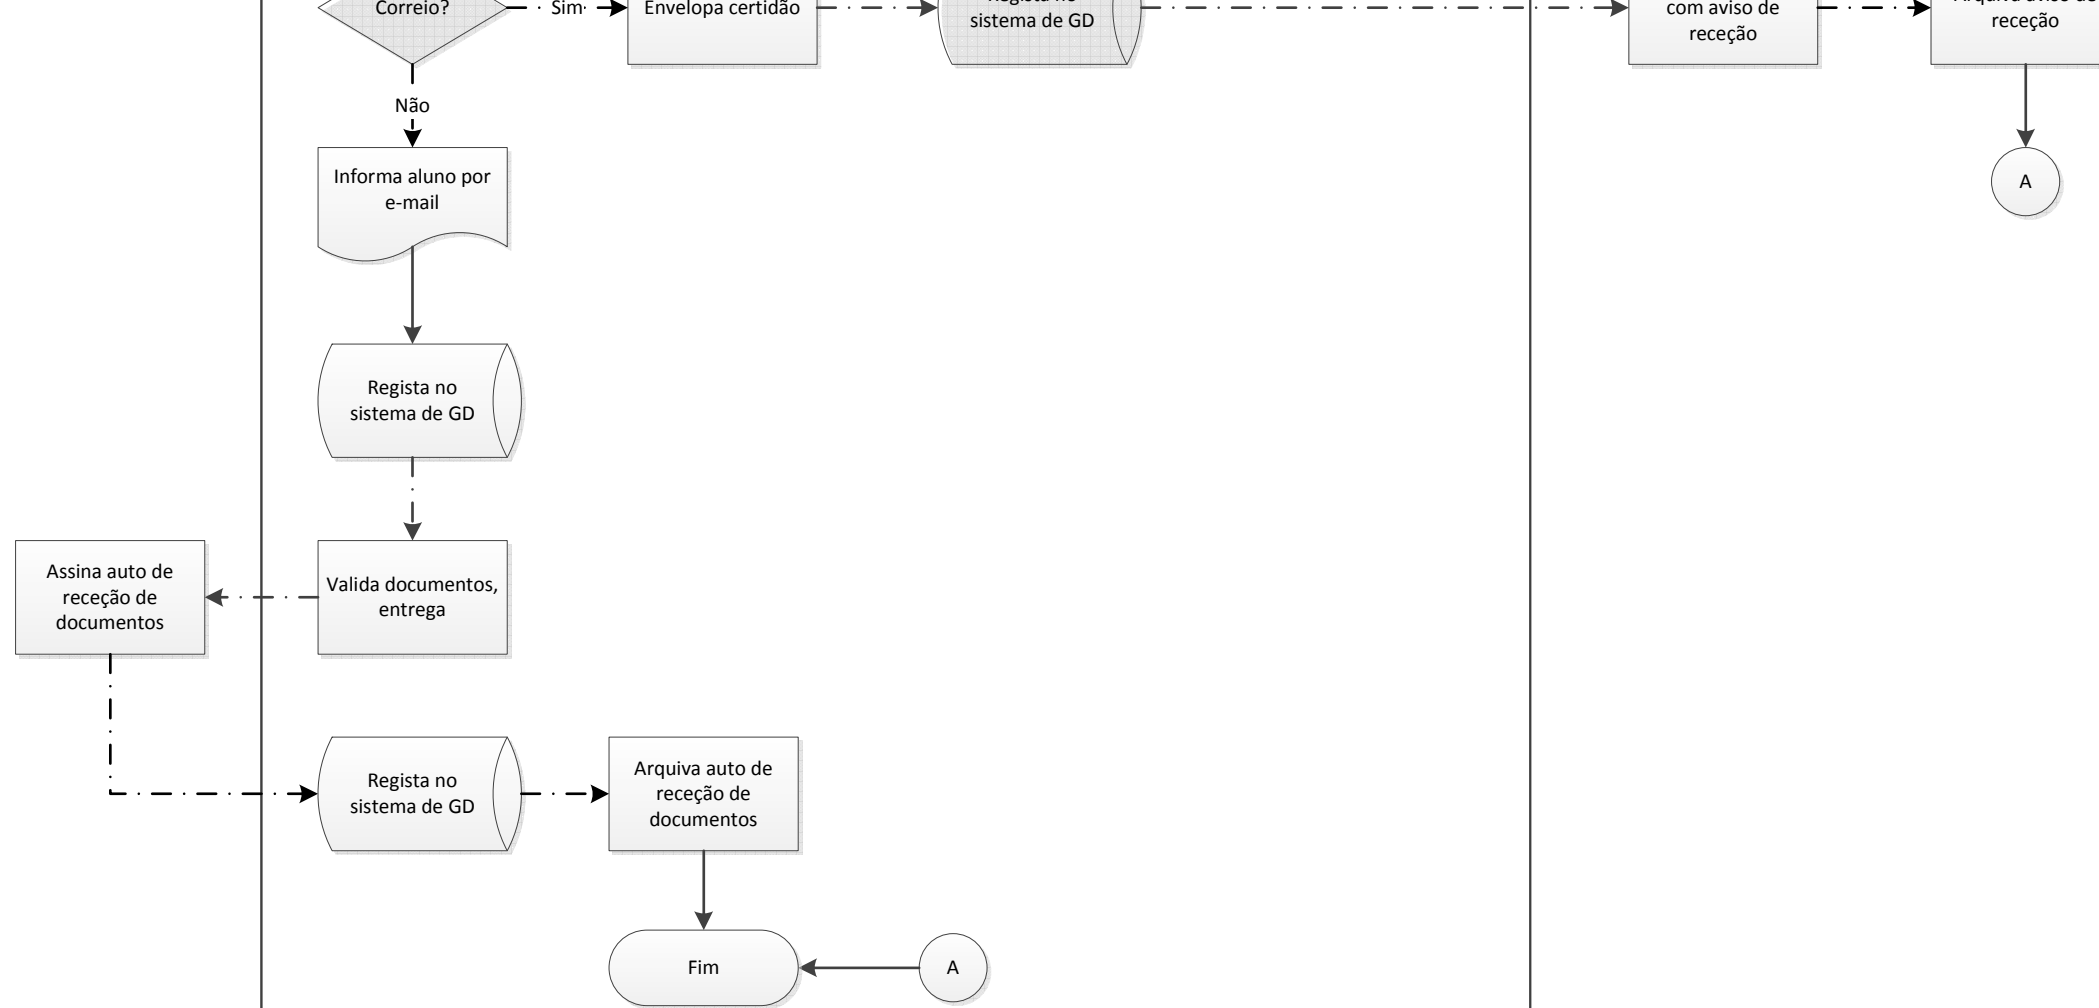 Correio?
Sim
Envelopa certidão
sistema de GD
com aviso de
receção
receção
Não
Informa aluno por
e-mail
A
Regista no
sistema de GD
Assina auto de
receção de
documentos
Valida documentos,
entrega
Regista no
sistema de GD
Arquiva auto de
receção de
documentos
Fim
A